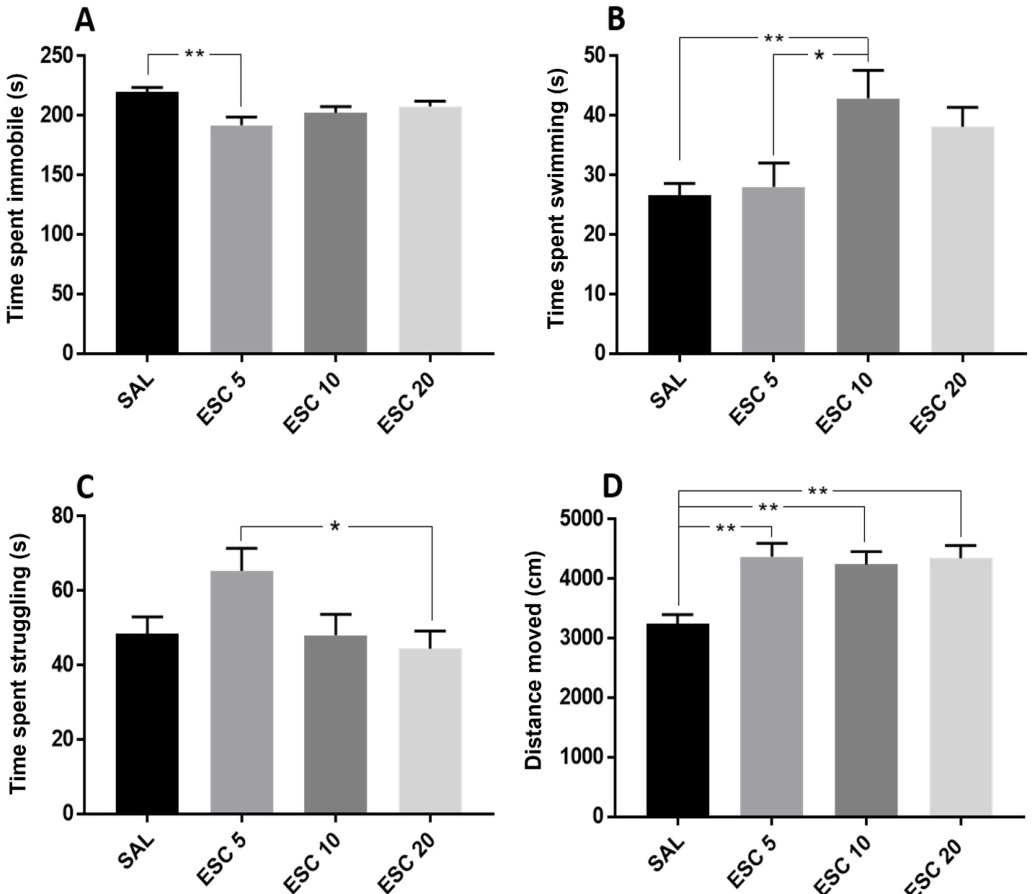 A
Time spent immobile (s)
250
200
150
100
50
0
**
SAL
ESC 5
ESC 10
ESC 20
B
Time spent swimming (s)
50
40
30
20
10
0
**
*
SAL
ESC 5
ESC 10
ESC 20
C
Time spent struggling (s)
80
60
40
20
0
*
SAL
ESC 5
ESC 10
ESC 20
D
Distance moved (cm)
5000
4000
3000
2000
1000
0
**
**
**
SAL
ESC 5
ESC 10
ESC 20